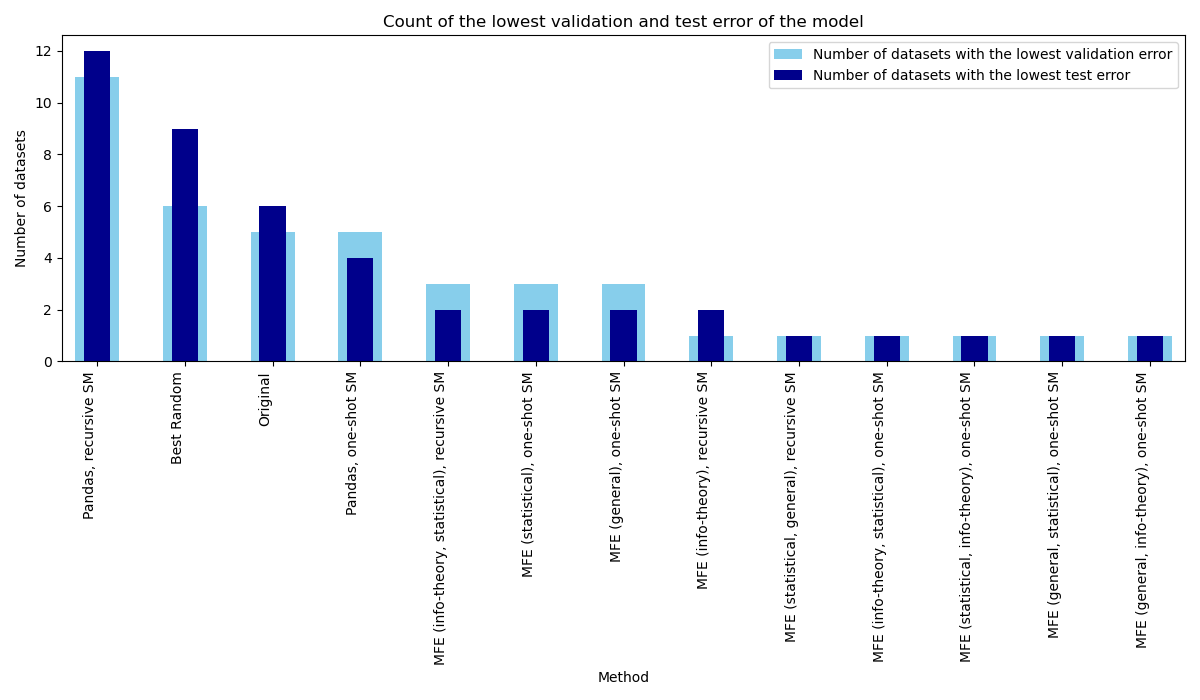 Count of the lowest validation and test error of the model
Number of datasets with the lowest validation error
Number of datasets with the lowest test error
Number of datasets
12
10
8
6
4
2
0
Pandas, recursive SM
Best Random
Original
Pandas, one-shot SM
MFE (info-theory, statistical), recursive SM
MFE (statistical), one-shot SM
MFE (general), one-shot SM
MFE (info-theory), recursive SM
MFE (statistical, general), recursive SM
MFE (info-theory, statistical), one-shot SM
MFE (statistical, info-theory), one-shot SM
MFE (general, statistical), one-shot SM
MFE (general, info-theory), one-shot SM
Method